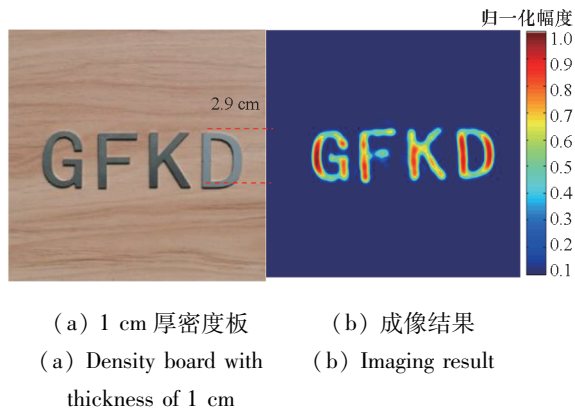 归一化幅度
1.0
0.9
0.8
0.7
0.6
0.5
0.4
0.3
0.2
0.1
2.9 cm
GFKD
GFKD
(a) 1 cm 厚密度板
(a) Density board with
thickness of 1 cm
(b) 成像结果
(b) Imaging result